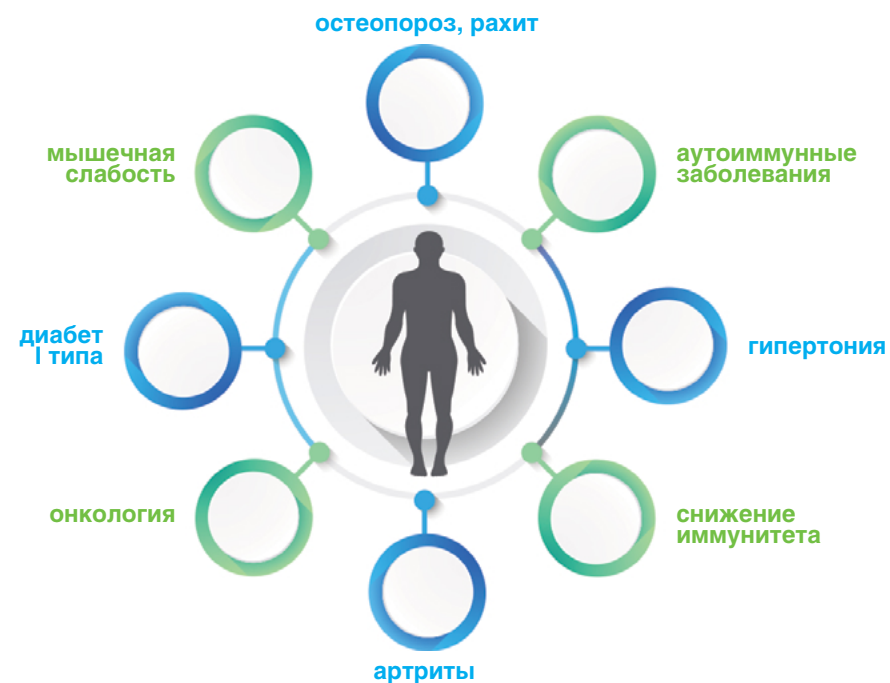 остеопороз, рахит
мышечная
слабость
аутоиммунные
заболевания
диабет
I типа
гипертония
онкология
снижение
иммунитета
артриты